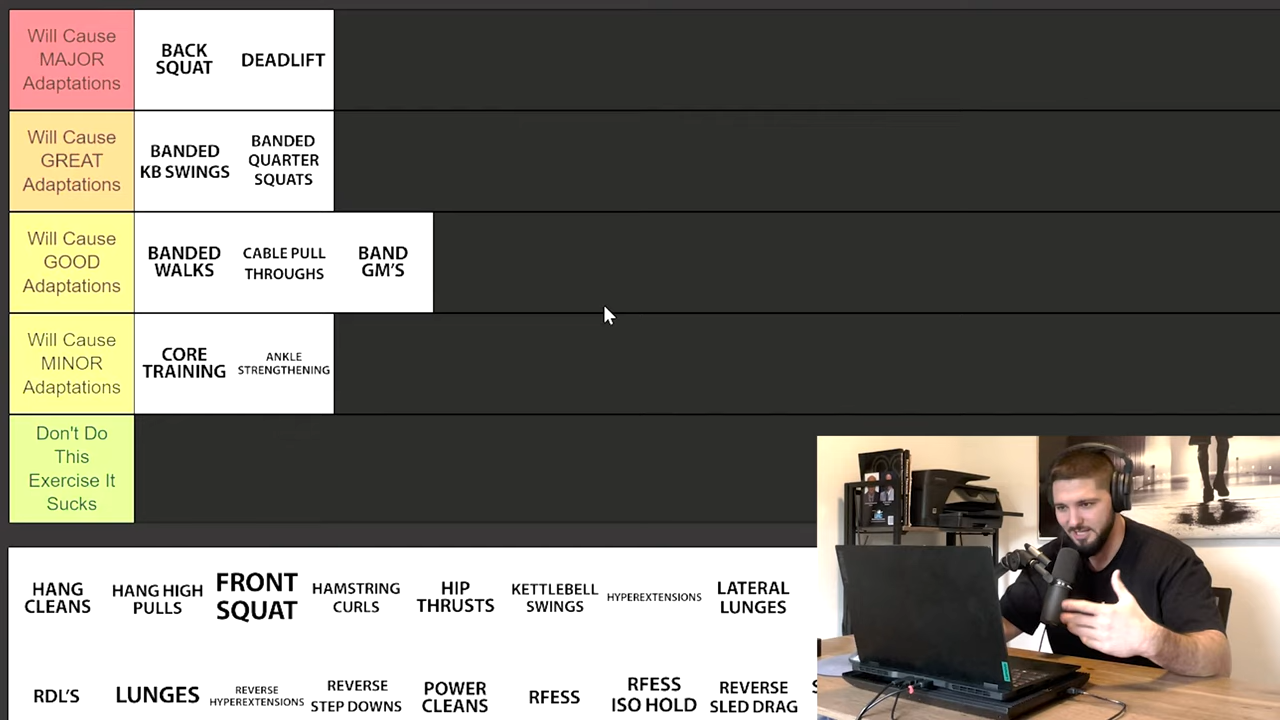 Will Cause
MAJOR
Adaptations
BACK
SQUAT
DEADLIFT
Will Cause
GREAT
Adaptations
BANDED
KB SWINGS
BANDED
QUARTER
SQUATS
Will Cause
GOOD
Adaptations
BANDED
WALKS
CABLE PULL
THROUGHS
BAND
GM'S
Will Cause
MINOR
Adaptations
CORE
TRAINING
ANKLE
STRENGTHENING
Don't Do
This
Exercise It
Sucks
HANG
CLEANS
HANG HIGH
PULLS
FRONT
SQUAT
HAMSTRING
CURLS
HIP
THRUSTS
KETTLEBELL
SWINGS
HYPEREXTENSIONS
LATERAL
LUNGES
RDL'S
LUNGES
REVERSE
HYPEREXTENSIONS
REVERSE
STEP DOWNS
POWER
CLEANS
RFESS
RFESS
ISO HOLD
REVERSE
SLED DRAG